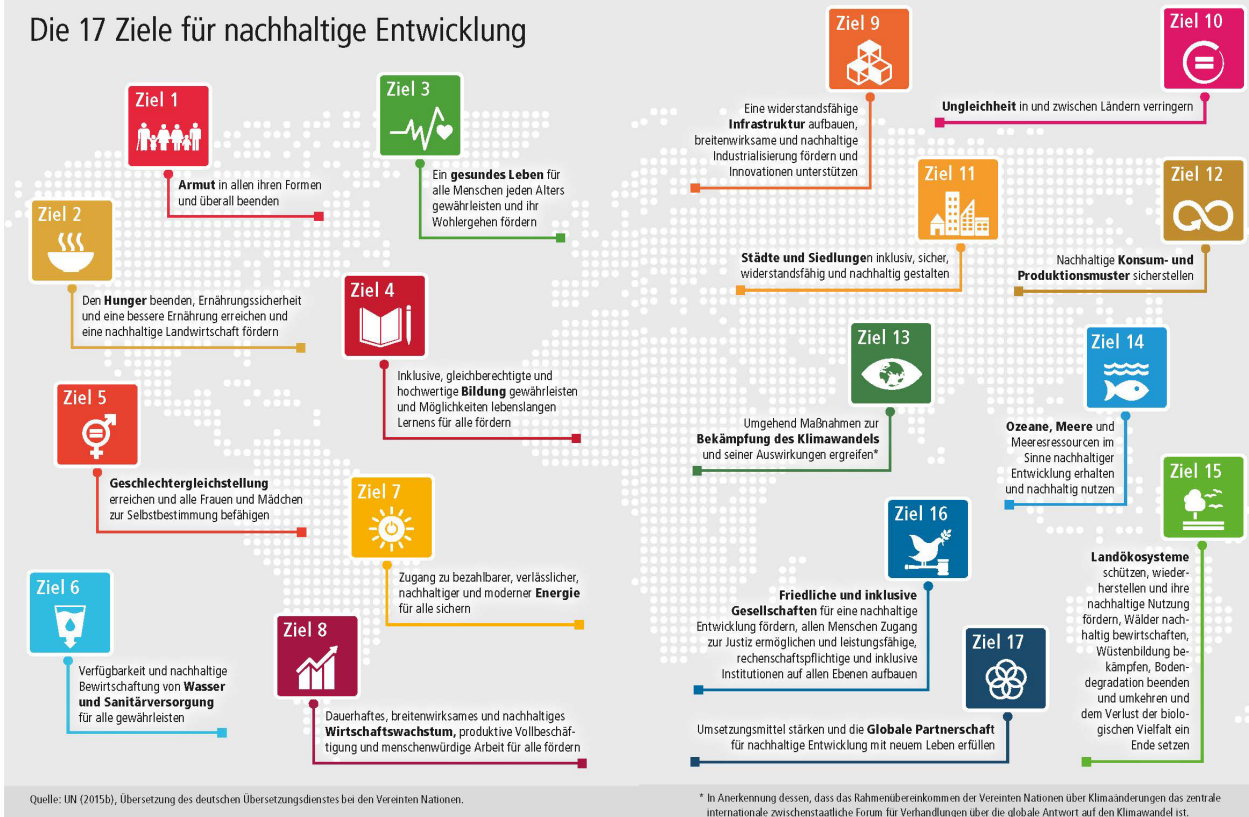 Die 17 Ziele für nachhaltige Entwicklung
Ziel 1
Armut in allen ihren Formen
und überall beenden
Ziel 2
Den Hunger beenden, Ernährungssicherheit
und eine bessere Ernährung erreichen und
eine nachhaltige Landwirtschaft fördern
Ziel 3
Ein gesundes Leben für
alle Menschen jeden Alters
gewährleisten und ihr
Wohlergehen fördern
Ziel 4
Inklusive, gleichberechtigte und
hochwertige Bildung gewährleisten
und Möglichkeiten lebenslangen
Lernens für alle fördern
Ziel 5
Geschlechtergleichstellung
erreichen und alle Frauen und Mädchen
zur Selbstbestimmung befähigen
Ziel 6
Verfügbarkeit und nachhaltige
Bewirtschaftung von Wasser
und Sanitärversorgung
für alle gewährleisten
Ziel 7
Zugang zu bezahlbarer, verlässlicher,
nachhaltiger und moderner Energie
für alle sichern
Ziel 8
Dauerhaftes, breitenwirksames und nachhaltiges
Wirtschaftswachstum, produktive Vollbeschäf-
tigung und menschenwürdige Arbeit für alle fördern
Ziel 9
Eine widerstandsfähige
Infrastruktur aufbauen,
breitenwirksame und nachhaltige
Industrialisierung fördern und
Innovationen unterstützen
Ziel 10
Ungleichheit in und zwischen Ländern verringern
Ziel 11
Städte und Siedlungen inklusiv, sicher,
widerstandsfähig und nachhaltig gestalten
Ziel 12
Nachhaltige Konsum- und
Produktionsmuster sicherstellen
Ziel 13
Umgehend Maßnahmen zur
Bekämpfung des Klimawandels
und seiner Auswirkungen ergreifen*
Ziel 14
Ozeane, Meere und
Meeresressourcen im
Sinne nachhaltiger
Entwicklung erhalten
und nachhaltig nutzen
Ziel 15
Landökosysteme
schützen, wieder-
herstellen und ihre
nachhaltige Nutzung
fördern, Wälder nach-
haltig bewirtschaften,
Wüstenbildung be-
kämpfen, Boden-
degradation beenden
und umkehren und
dem Verlust der biolo-
gischen Vielfalt ein
Ende setzen
Ziel 16
Friedliche und inklusive
Gesellschaften für eine nachhaltige
Entwicklung fördern, allen Menschen Zugang
zur Justiz ermöglichen und leistungsfähige,
rechenschaftspflichtige und inklusive
Institutionen auf allen Ebenen aufbauen
Ziel 17
Umsetzungsmittel stärken und die Globale Partnerschaft
für nachhaltige Entwicklung mit neuem Leben erfüllen
Quelle: UN (2015b), Übersetzung des deutschen Übersetzungsdienstes bei den Vereinten Nationen.
* In Anerkennung dessen, dass das Rahmenübereinkommen der Vereinten Nationen über Klimaänderungen das zentrale
internationale zwischenstaatliche Forum für Verhandlungen über die globale Antwort auf den Klimawandel ist.